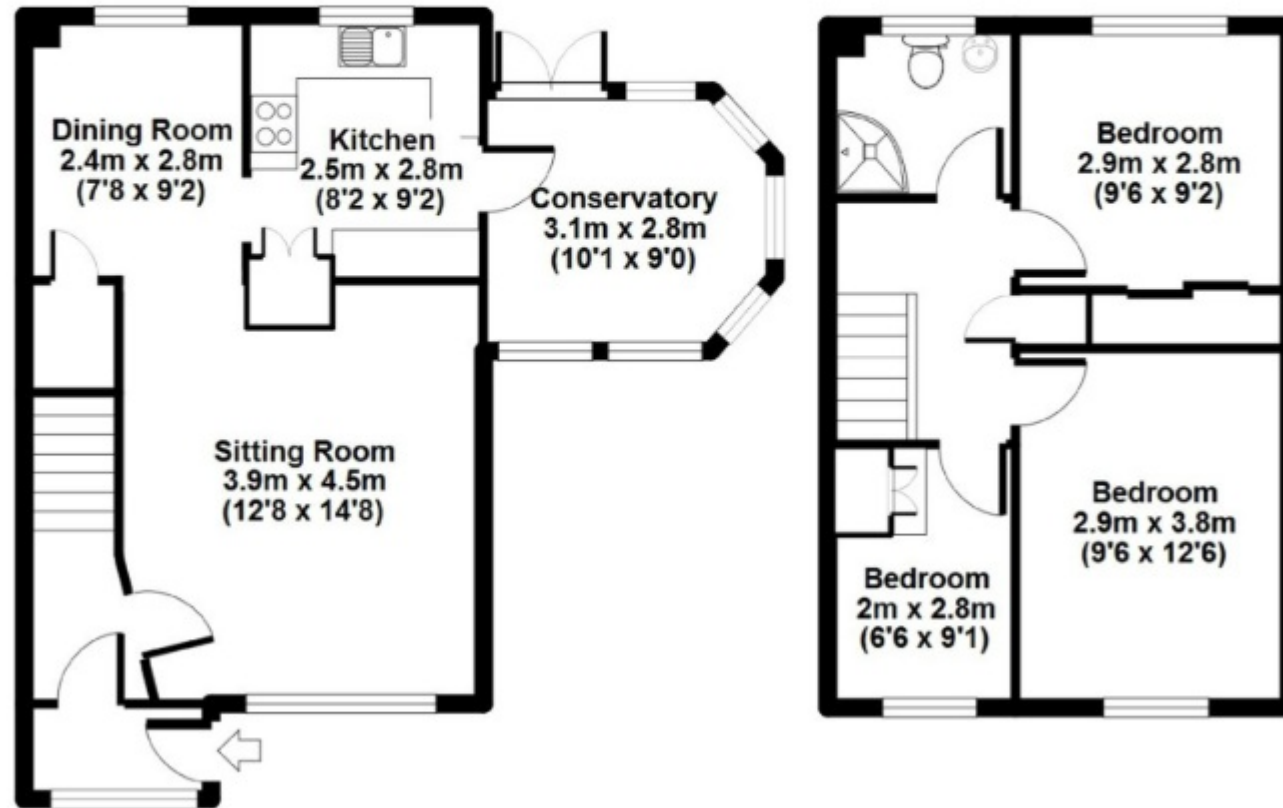 Dining Room
2.4m x 2.8m
(7'8 x 9'2)
Kitchen
2.5m x 2.8m
(8'2 x 9'2)
Conservatory
3.1m x 2.8m
(10'1 x 9'0)
Sitting Room
3.9m x 4.5m
(12'8 x 14'8)
Bedroom
2.9m x 2.8m
(9'6 x 9'2)
Bedroom
2.9m x 3.8m
(9'6 x 12'6)
Bedroom
2m x 2.8m
(6'6 x 9'1)